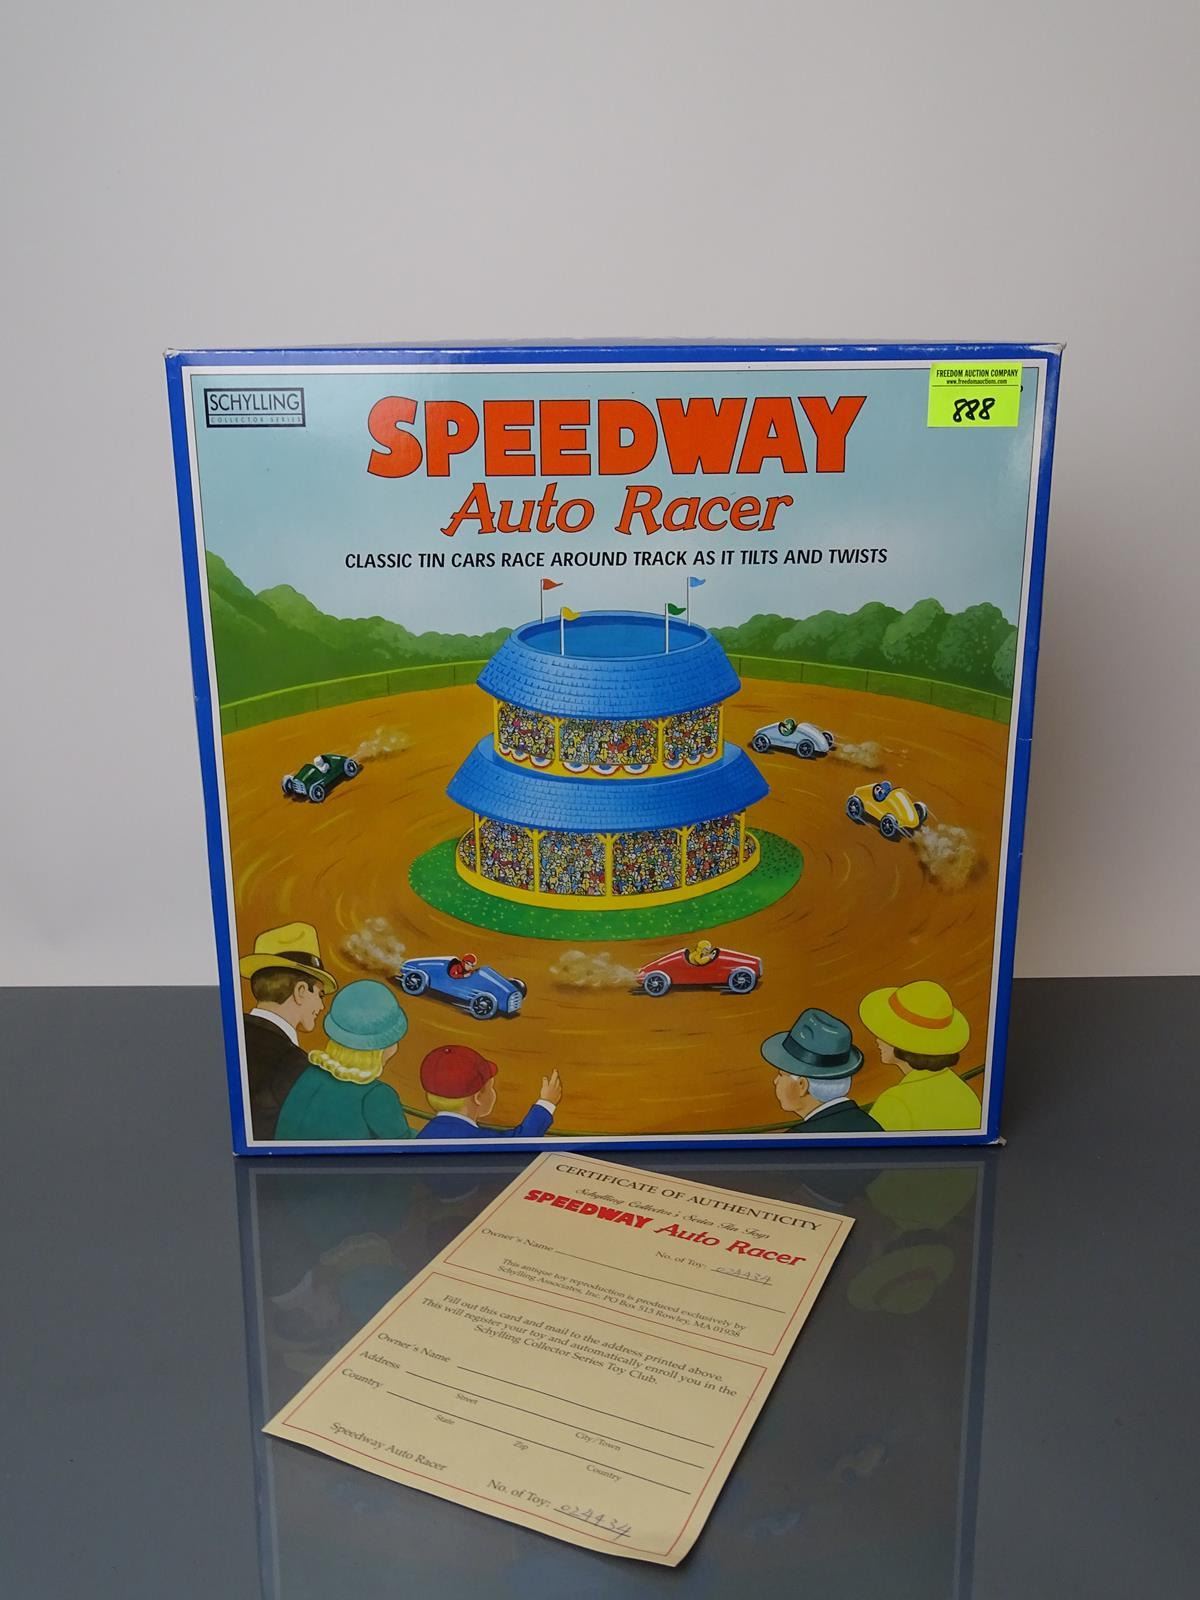 SCHYLLING
COLLECTOR SERIES
FREEDOM AUCTION COMPANY
www.freedomauctions.com
888
SPEEDWAY
Auto Racer
CLASSIC TIN CARS RACE AROUND TRACK AS IT TILTS AND TWISTS
CERTIFICATE OF AUTHENTICITY
Schylling Collector's Series Tin Toys
SPEEDWAY Auto Racer
Owner's Name
No. of Toy: 024434
This antique toy reproduction is produced exclusively by
Schylling Associates, Inc. PO Box 513 Rowley, MA 01938
Fill out this card and mail to the address printed above.
This will register your toy and automatically enroll you in the
Schylling Collector Series Toy Club.
Owner's Name
Address
Street
City/Town
Country
State
Zip
Country
Speedway Auto Racer
No. of Toy: 024434